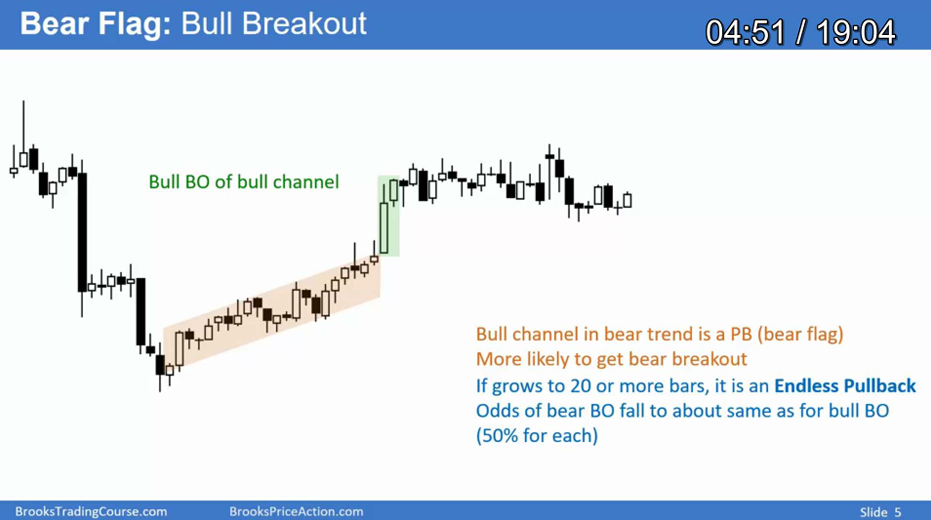 Bear Flag: Bull Breakout
04:51 / 19:04
Bull BO of bull channel
Bull channel in bear trend is a PB (bear flag)
More likely to get bear breakout
If grows to 20 or more bars, it is an Endless Pullback
Odds of bear BO fall to about same as for bull BO
(50% for each)
BrooksTradingCourse.com
BrooksPriceAction.com
Slide 5